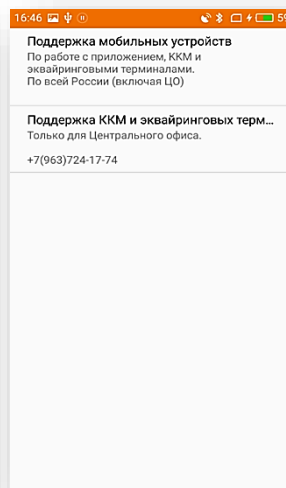 16:46 59
Поддержка мобильных устройств
По работе с приложением, ККМ и
эквайринговыми терминалами.
По всей России (включая ЦО)
Поддержка ККМ и эквайринговых терм...
Только для Центрального офиса.
+7(963)724-17-74